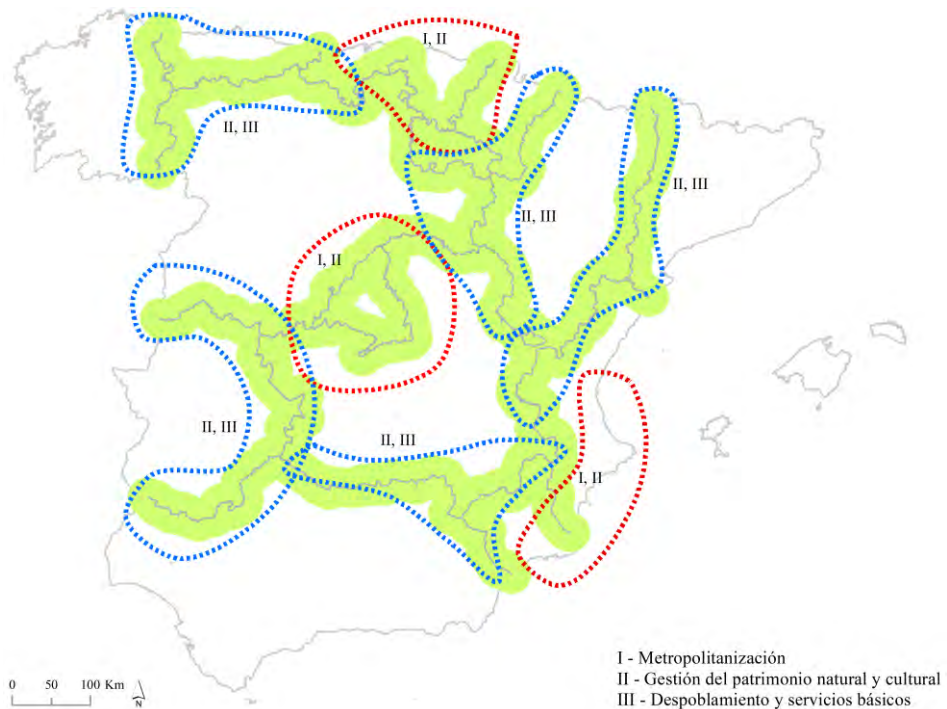 I, II
II, III
II, III
II, III
I, II
II, III
II, III
I, II
I - Metropolitanización
II - Gestión del patrimonio natural y cultural
III - Despoblamiento y servicios básicos
0 50 100 Km
N